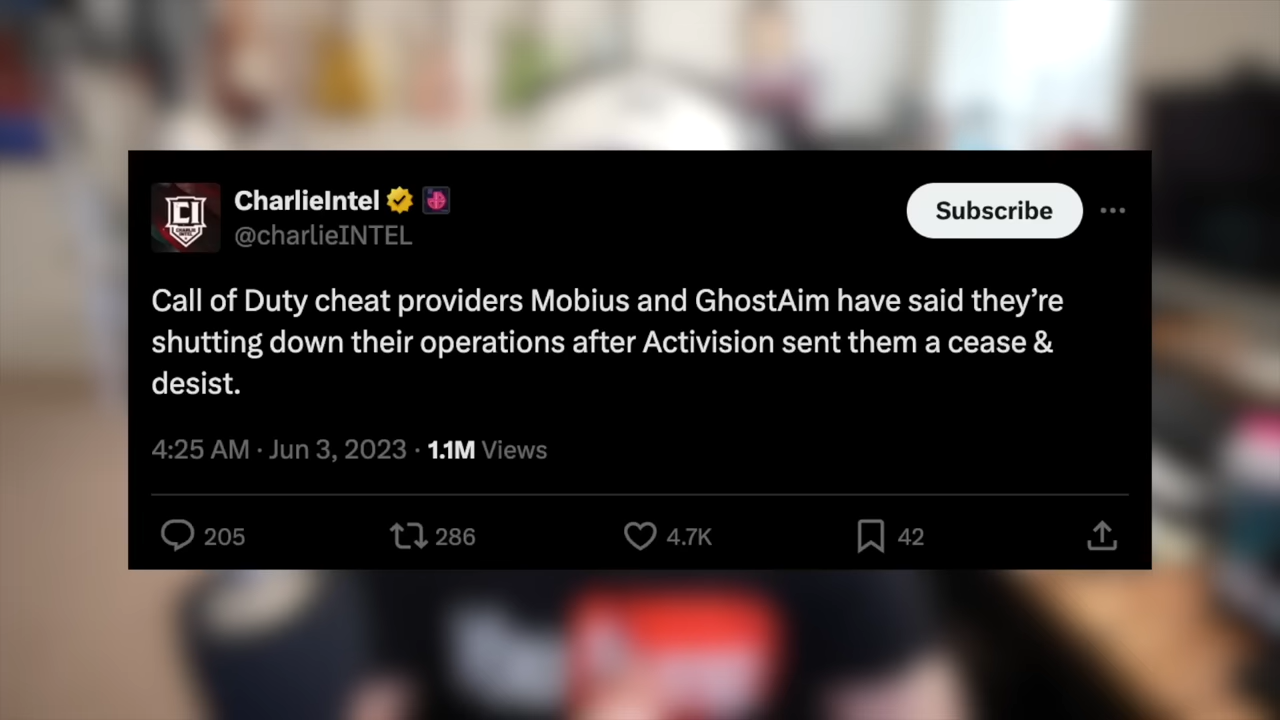 CharlieIntel
@charlieINTEL
Subscribe
Call of Duty cheat providers Mobius and GhostAim have said they’re
shutting down their operations after Activision sent them a cease &
desist.
4:25 AM · Jun 3, 2023 · 1.1M Views
205 286 4.7K 42